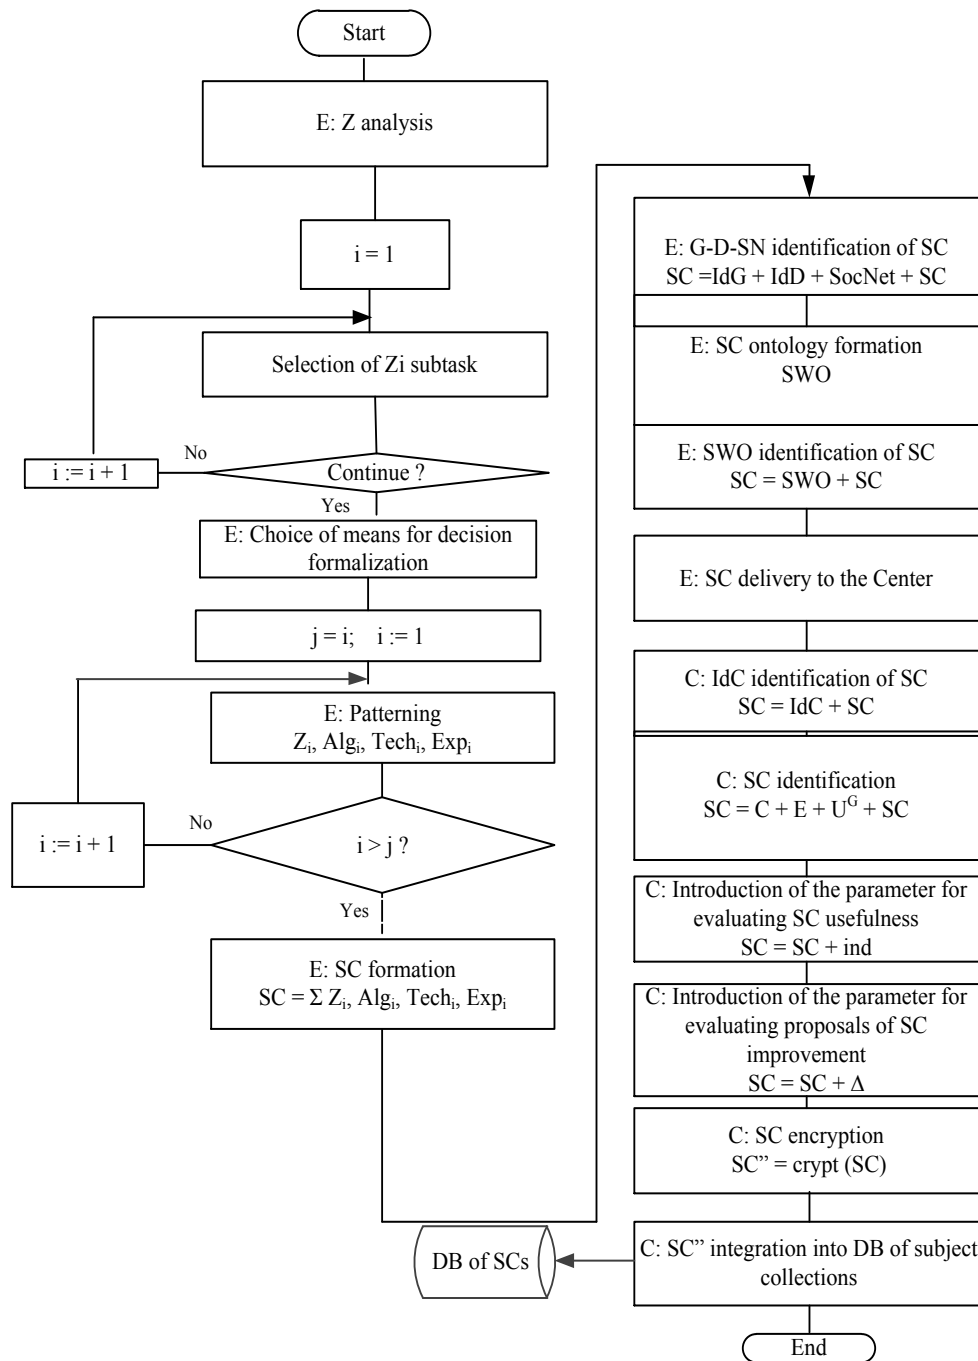 Start
E: Z analysis
i = 1
Selection of Zi subtask
No
i := i + 1
Continue ?
Yes
E: Choice of means for decision
formalization
j = i; i := 1
E: Patterning
Zᵢ, Algᵢ, Techᵢ, Expᵢ
No
i := i + 1
i > j ?
Yes
E: SC formation
SC = Σ Zᵢ, Algᵢ, Techᵢ, Expᵢ
E: G-D-SN identification of SC
SC =IdG + IdD + SocNet + SC
E: SC ontology formation
SWO
E: SWO identification of SC
SC = SWO + SC
E: SC delivery to the Center
C: IdC identification of SC
SC = IdC + SC
C: SC identification
SC = C + E + Uᴳ + SC
C: Introduction of the parameter for
evaluating SC usefulness
SC = SC + ind
C: Introduction of the parameter for
evaluating proposals of SC
improvement
SC = SC + Δ
C: SC encryption
SC” = crypt (SC)
C: SC” integration into DB of subject
collections
DB of SCs
End